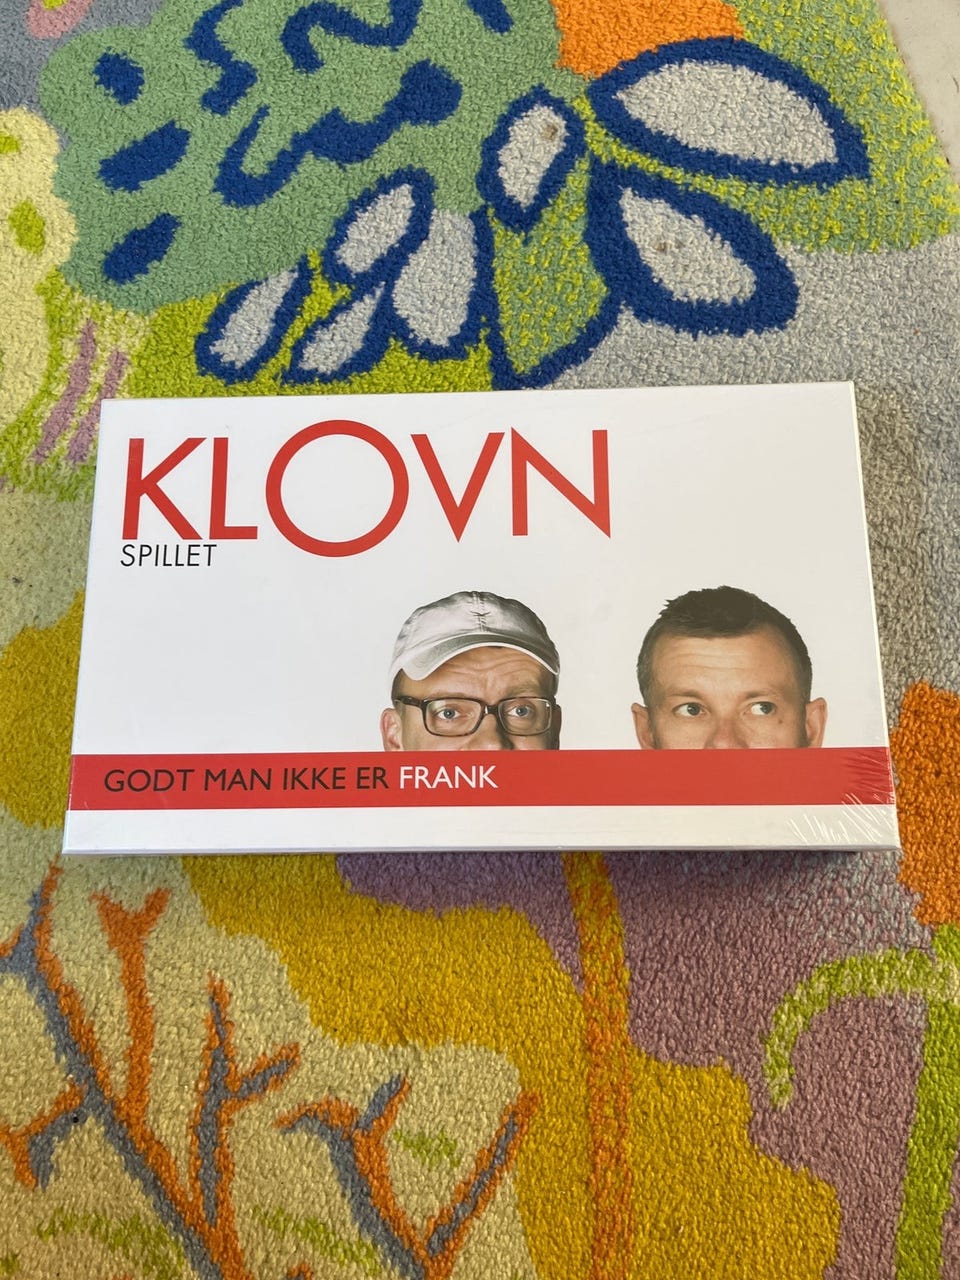 KLOVN
SPILLET
GODT MAN IKKE ER FRANK